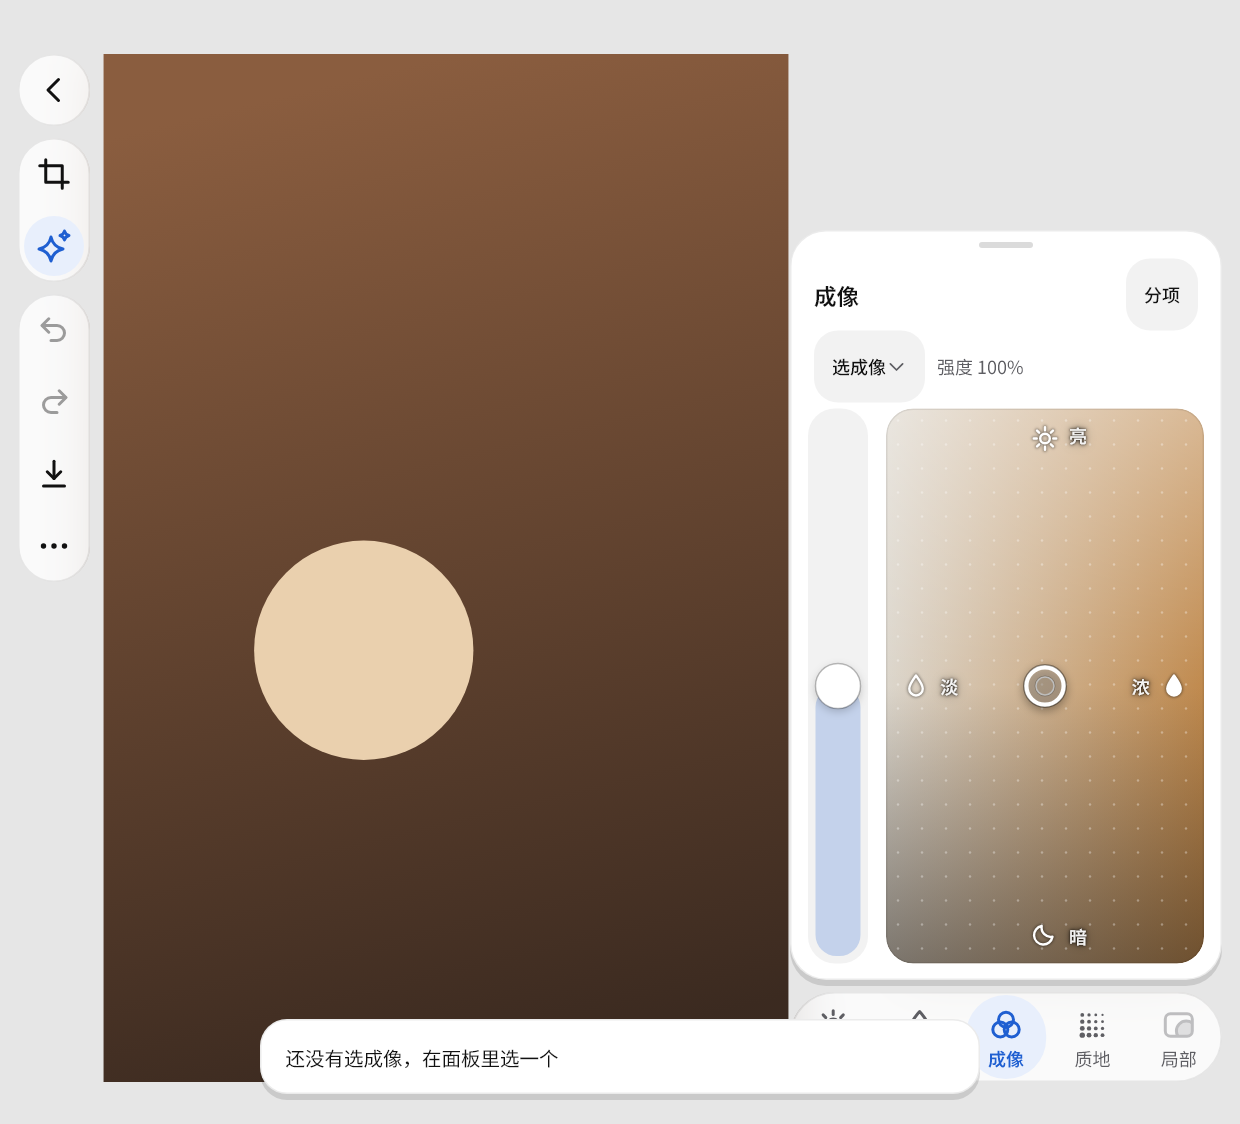 成像
分项
选成像
强度 100%
亮
淡
浓
暗
还没有选成像，在面板里选一个
成像
质地
局部